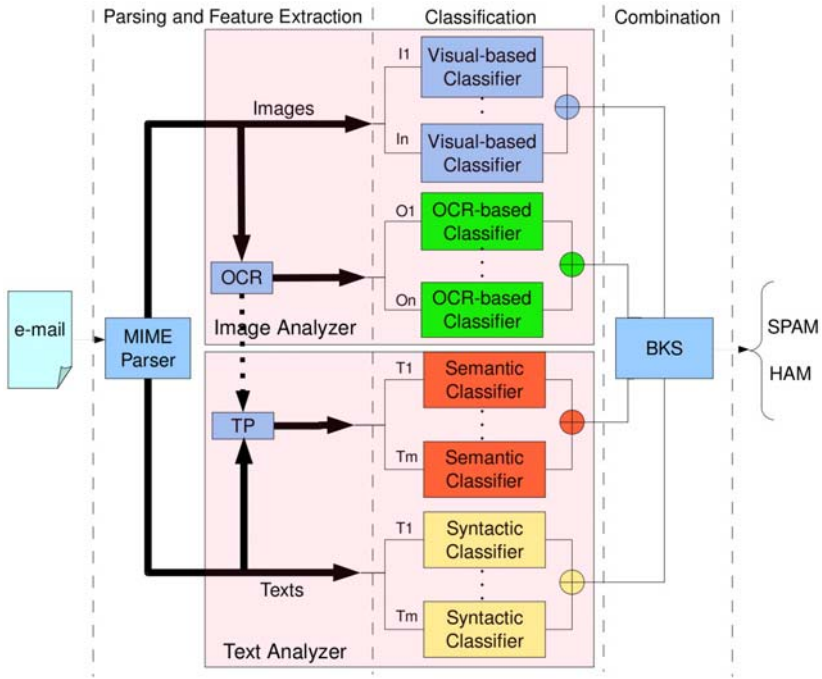 Parsing and Feature Extraction
Classification
Combination
I1
Visual-based
Classifier
Images
In
Visual-based
Classifier
O1
OCR-based
Classifier
OCR
On
OCR-based
Classifier
Image Analyzer
e-mail
MIME
Parser
BKS
SPAM
HAM
T1
Semantic
Classifier
TP
Tm
Semantic
Classifier
T1
Syntactic
Classifier
Texts
Tm
Syntactic
Classifier
Text Analyzer